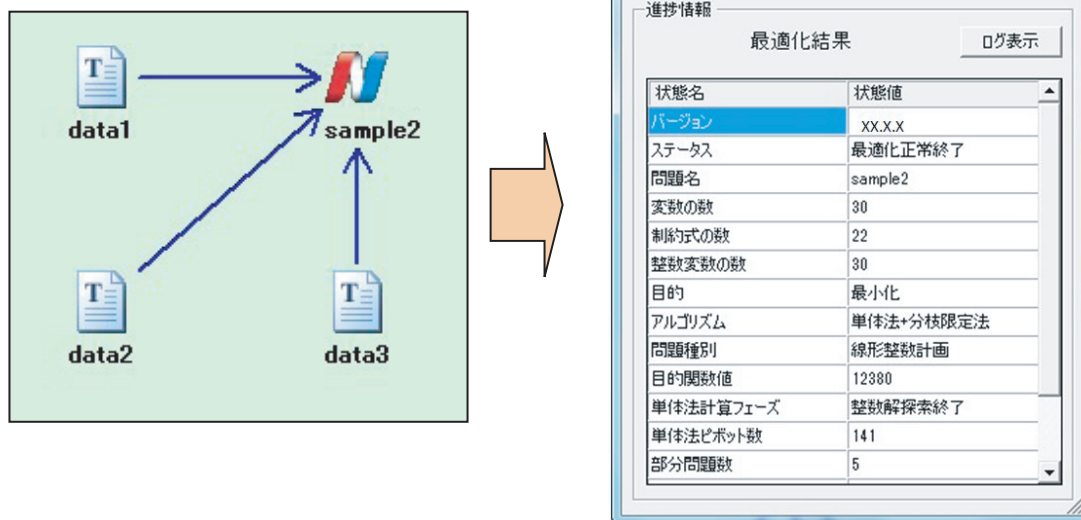 data1
sample2
data2
data3
進捗情報
最適化結果
ログ表示
状態名 状態値
バージョン XX.X.X
ステータス 最適化正常終了
問題名 sample2
変数の数 30
制約式の数 22
整数変数の数 30
目的 最小化
アルゴリズム 単体法+分枝限定法
問題種別 線形整数計画
目的関数値 12380
単体法計算フェーズ 整数解探索終了
単体法ピボット数 141
部分問題数 5